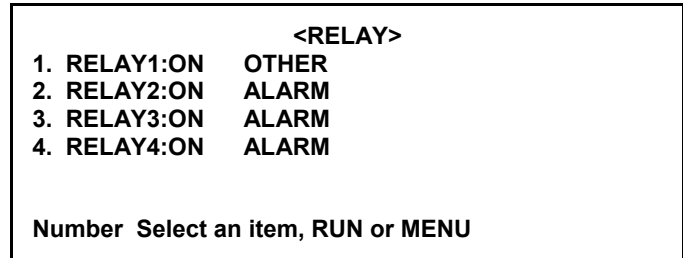 <RELAY>
1. RELAY1:ON OTHER
2. RELAY2:ON ALARM
3. RELAY3:ON ALARM
4. RELAY4:ON ALARM
Number Select an item, RUN or MENU